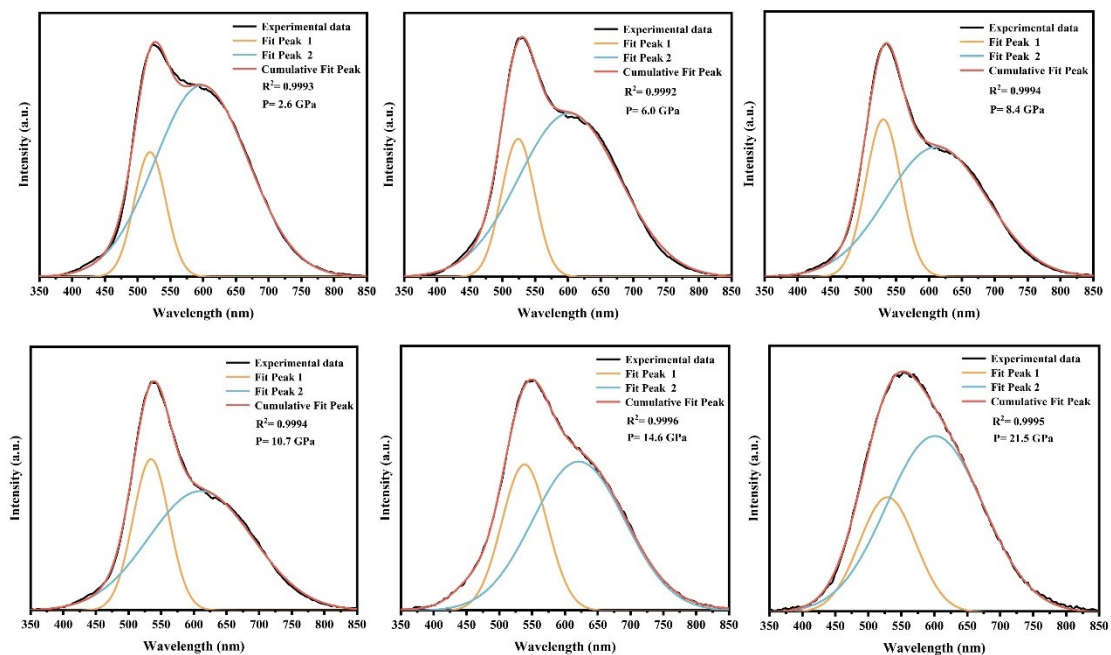 Experimental data
Fit Peak 1
Fit Peak 2
Cumulative Fit Peak
R²= 0.9993
P= 2.6 GPa
Intensity (a.u.)
350 400 450 500 550 600 650 700 750 800 850
Wavelength (nm)
Experimental data
Fit Peak 1
Fit Peak 2
Cumulative Fit Peak
R²= 0.9992
P= 6.0 GPa
Intensity (a.u.)
350 400 450 500 550 600 650 700 750 800 850
Wavelength (nm)
Experimental data
Fit Peak 1
Fit Peak 2
Cumulative Fit Peak
R²= 0.9994
P= 8.4 GPa
Intensity (a.u.)
350 400 450 500 550 600 650 700 750 800 850
Wavelength (nm)
Experimental data
Fit Peak 1
Fit Peak 2
Cumulative Fit Peak
R²= 0.9994
P= 10.7 GPa
Intensity (a.u.)
350 400 450 500 550 600 650 700 750 800 850
Wavelength (nm)
Experimental data
Fit Peak 1
Fit Peak 2
Cumulative Fit Peak
R²= 0.9996
P= 14.6 GPa
Intensity (a.u.)
350 400 450 500 550 600 650 700 750 800 850
Wavelength (nm)
Experimental data
Fit Peak 1
Fit Peak 2
Cumulative Fit Peak
R²= 0.9995
P= 21.5 GPa
Intensity (a.u.)
350 400 450 500 550 600 650 700 750 800 850
Wavelength (nm)